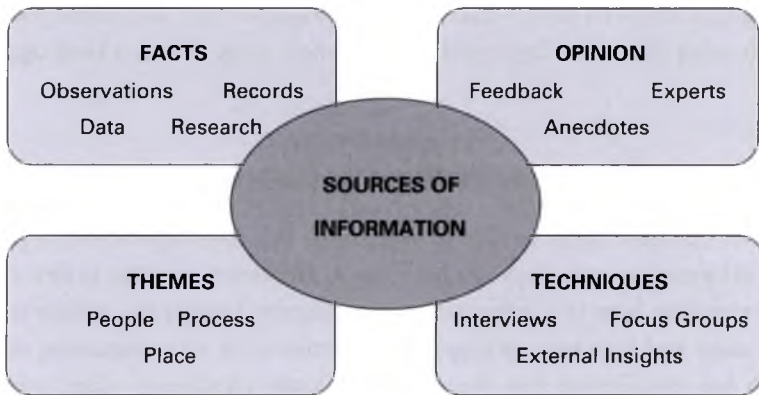 FACTS
Observations Records
Data Research
OPINION
Feedback Experts
Anecdotes
SOURCES OF
INFORMATION
THEMES
People Process
Place
TECHNIQUES
Interviews Focus Groups
External Insights